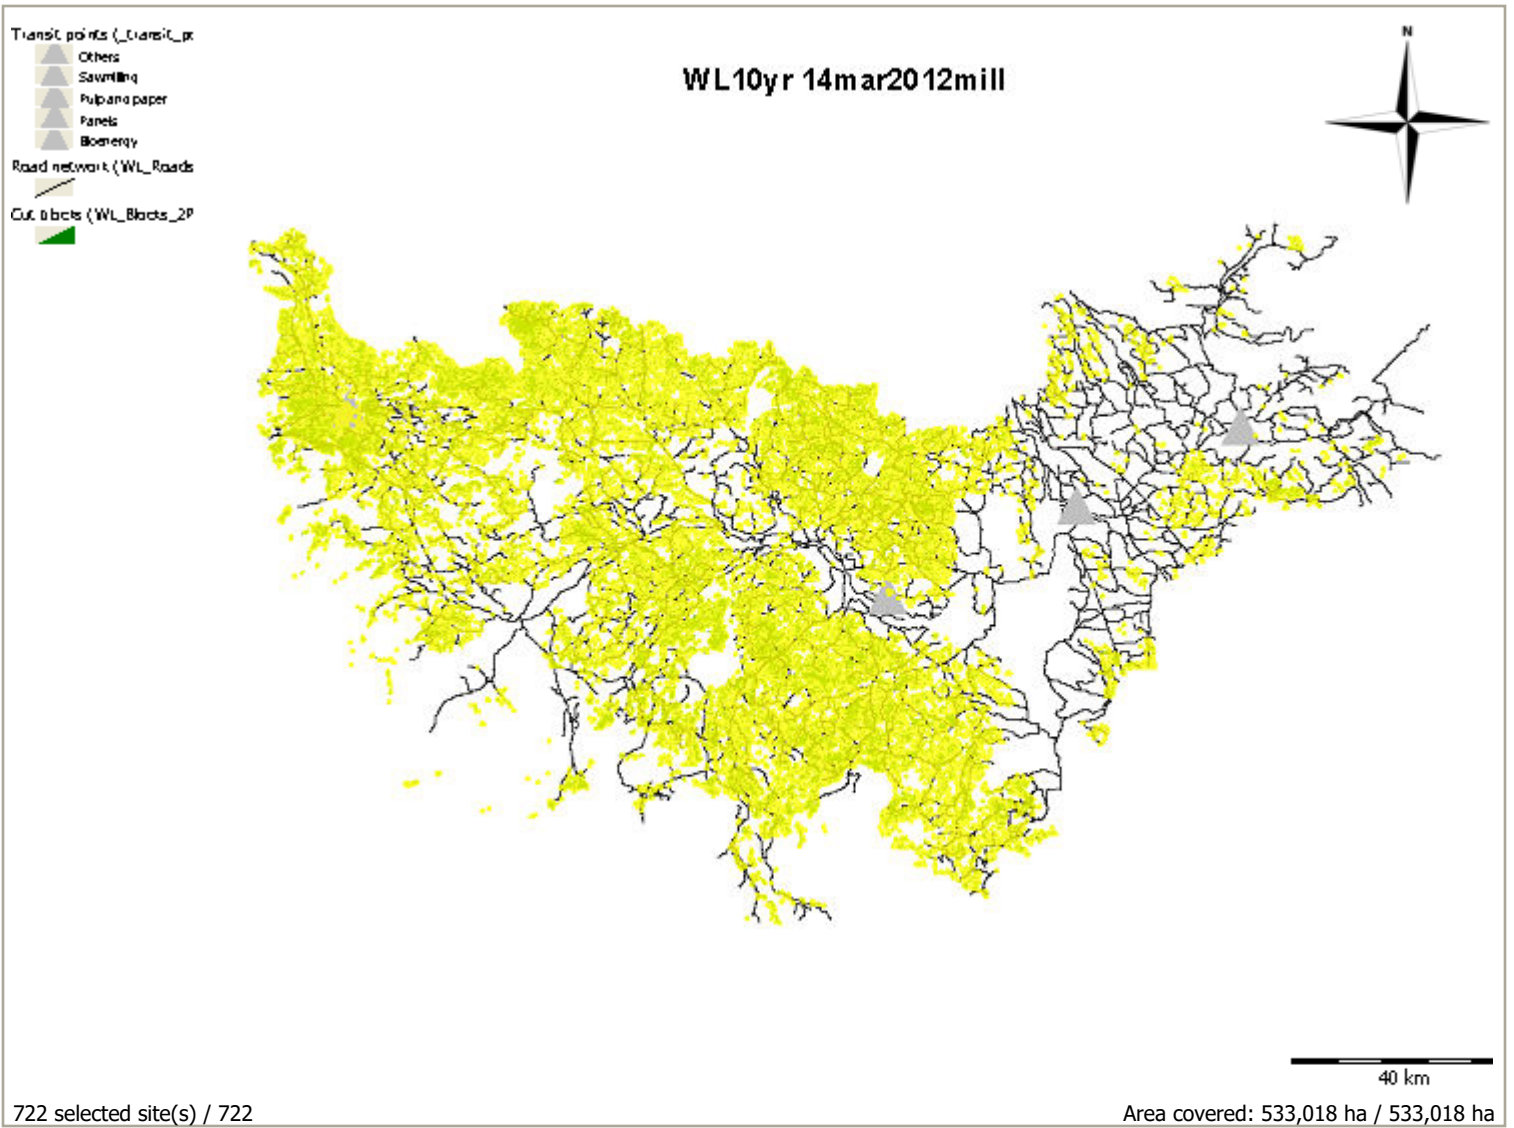 Transit points (_transit_pt
Others
Sawmilling
Pulp and paper
Panels
Bioenergy
Road network (WL_Roads
Cut blocks (WL_Blocks_2P
WL10yr 14mar2012mill
N
40 km
722 selected site(s) / 722
Area covered: 533,018 ha / 533,018 ha